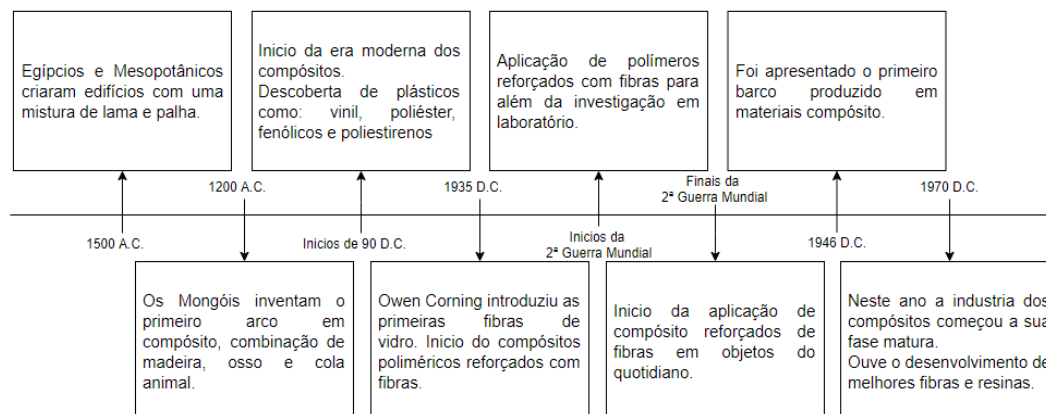 Egípcios e Mesopotânicos
criaram edifícios com uma
mistura de lama e palha.
Inicio da era moderna dos
compósitos.
Descoberta de plásticos
como: vinil, poliéster,
fenólicos e poliestirenos
Aplicação de polímeros
reforçados com fibras para
além da investigação em
laboratório.
Foi apresentado o primeiro
barco produzido em
materiais compósito.
1200 A.C.
1935 D.C.
Finais da
2ª Guerra Mundial
1970 D.C.
1500 A.C.
Inicios de 90 D.C.
Inicios da
2ª Guerra Mundial
1946 D.C.
Os Mongóis inventam o
primeiro arco em
compósito, combinação de
madeira, osso e cola
animal.
Owen Corning introduziu as
primeiras fibras de
vidro. Inicio do compósitos
poliméricos reforçados com
fibras.
Inicio da aplicação de
compósito reforçados de
fibras em objetos do
quotidiano.
Neste ano a industria dos
compósitos começou a sua
fase matura.
Ouve o desenvolvimento de
melhores fibras e resinas.